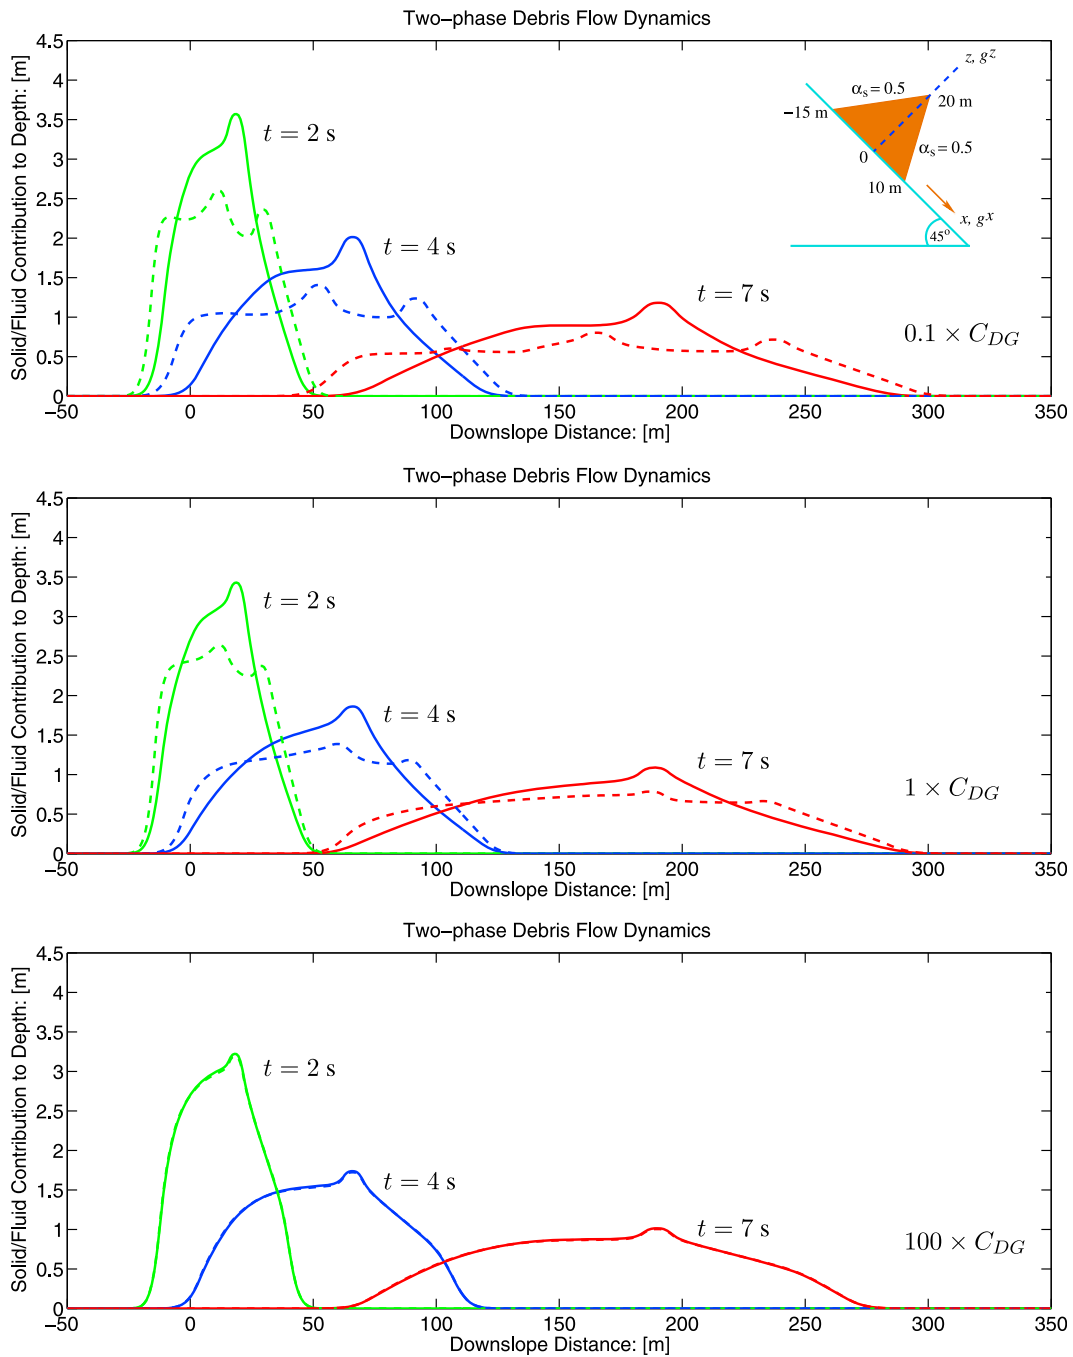 Two−phase Debris Flow Dynamics
Solid/Fluid Contribution to Depth: [m]
4.5
4
3.5
3
2.5
2
1.5
1
0.5
0
t = 2 s
t = 4 s
t = 7 s
0.1 × C_DG
z, g^z
α_s = 0.5
20 m
−15 m
α_s = 0.5
0
10 m
x, g^x
45°
−50 0 50 100 150 200 250 300 350
Downslope Distance: [m]
Two−phase Debris Flow Dynamics
Solid/Fluid Contribution to Depth: [m]
4.5
4
3.5
3
2.5
2
1.5
1
0.5
0
t = 2 s
t = 4 s
t = 7 s
1 × C_DG
−50 0 50 100 150 200 250 300 350
Downslope Distance: [m]
Two−phase Debris Flow Dynamics
Solid/Fluid Contribution to Depth: [m]
4.5
4
3.5
3
2.5
2
1.5
1
0.5
0
t = 2 s
t = 4 s
t = 7 s
100 × C_DG
−50 0 50 100 150 200 250 300 350
Downslope Distance: [m]